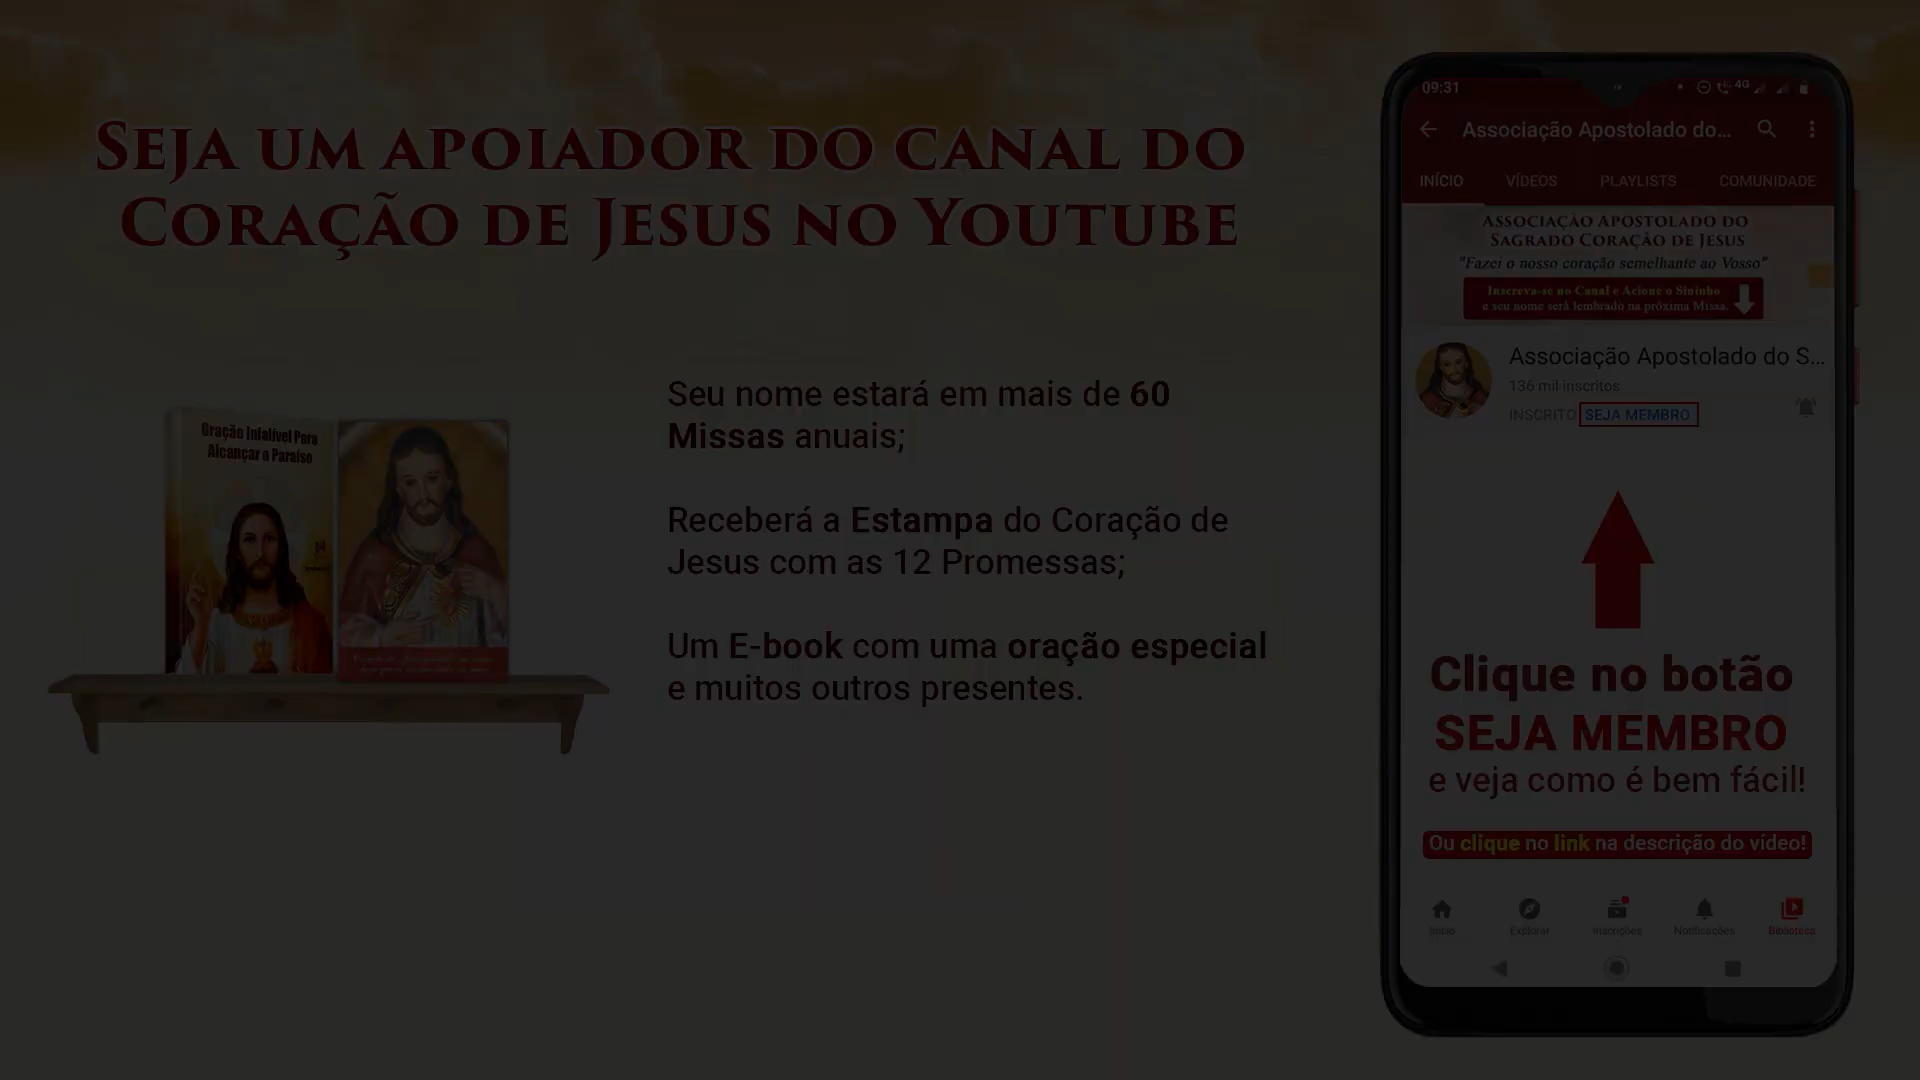 Seja um apoiador do canal do
Coração de Jesus no Youtube
Oração Infalível Para
Alcançar o Paraíso
Seu nome estará em mais de 60
Missas anuais;
Receberá a Estampa do Coração de
Jesus com as 12 Promessas;
Um E-book com uma oração especial
e muitos outros presentes.
09:31
4G
Associação Apostolado do...
INÍCIO VÍDEOS PLAYLISTS COMUNIDADE
Associação Apostolado do
Sagrado Coração de Jesus
"Fazei o nosso coração semelhante ao Vosso"
Inscreva-se no Canal e Acione o Sininho
e seu nome será lembrado na próxima Missa.
Associação Apostolado do S...
136 mil inscritos
INSCRITO SEJA MEMBRO
Clique no botão
SEJA MEMBRO
e veja como é bem fácil!
Ou clique no link na descrição do vídeo!
Início Explorar Inscrições Notificações Biblioteca